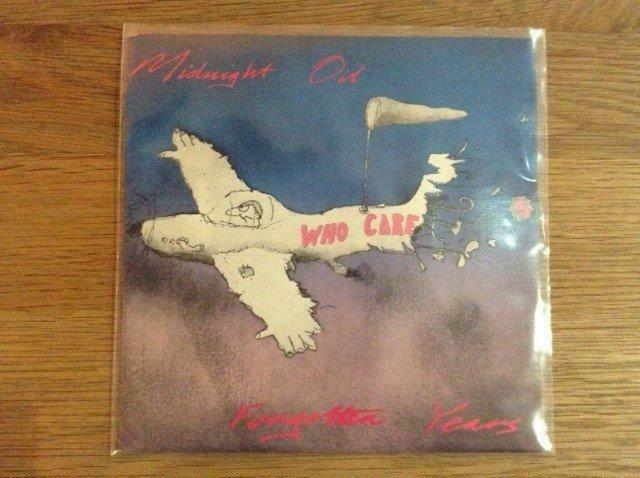 Midnight Oil
WHO CARE
Forgotten Years